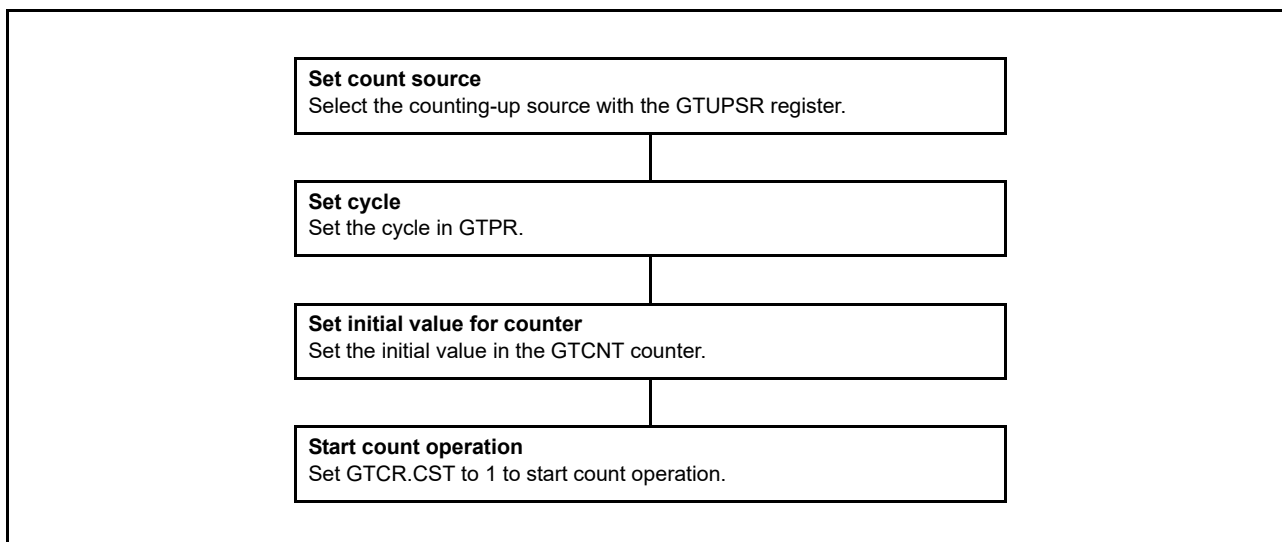 Set count source
Select the counting-up source with the GTUPSR register.
Set cycle
Set the cycle in GTPR.
Set initial value for counter
Set the initial value in the GTCNT counter.
Start count operation
Set GTCR.CST to 1 to start count operation.